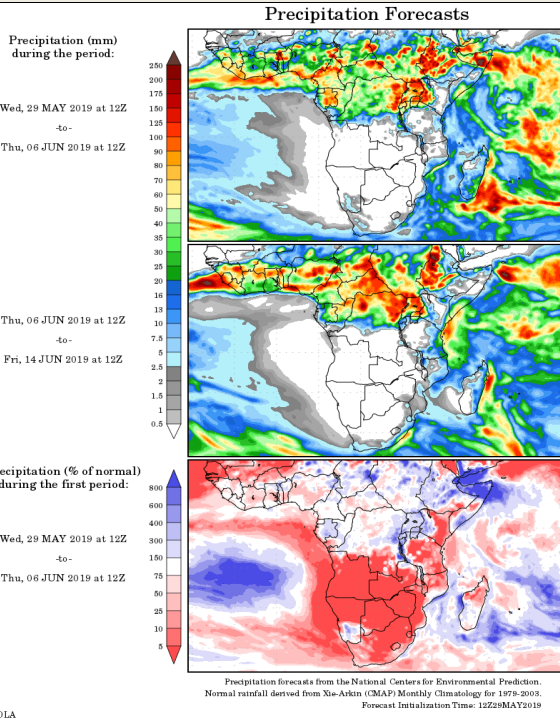 Precipitation Forecasts
Precipitation (mm)
during the period:
Wed, 29 MAY 2019 at 12Z
-to-
Thu, 06 JUN 2019 at 12Z
250
200
175
150
125
100
90
80
70
60
50
40
35
30
25
20
16
13
10
7.5
5
2.5
2
1.5
1
0.5
Thu, 06 JUN 2019 at 12Z
-to-
Fri, 14 JUN 2019 at 12Z
ecipitation (% of normal)
during the first period:
Wed, 29 MAY 2019 at 12Z
-to-
Thu, 06 JUN 2019 at 12Z
800
600
400
300
150
75
50
25
10
5
Precipitation forecasts from the National Centers for Environmental Prediction.
Normal rainfall derived from Xie-Arkin (CMAP) Monthly Climatology for 1979-2003.
Forecast Initialization Time: 12Z29MAY2019
OLA